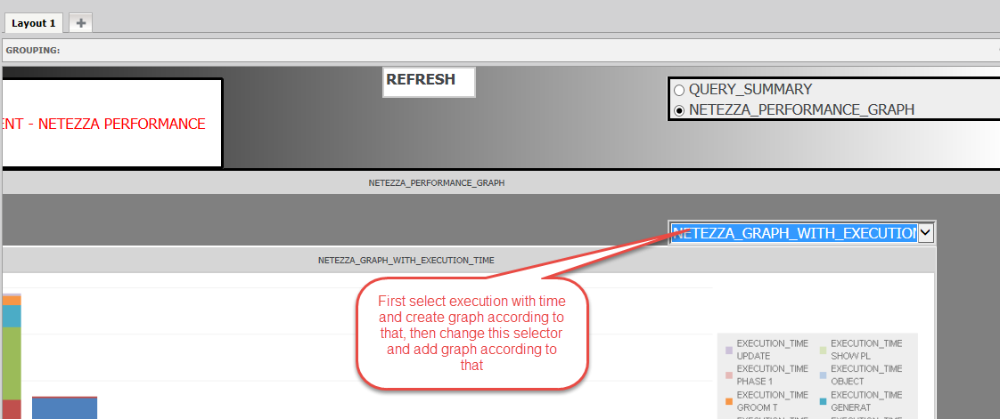 Layout 1
GROUPING:
REFRESH
QUERY_SUMMARY
ENT - NETEZZA PERFORMANCE
NETEZZA_PERFORMANCE_GRAPH
NETEZZA_PERFORMANCE_GRAPH
NETEZZA_GRAPH_WITH_EXECUTION
NETEZZA_GRAPH_WITH_EXECUTION_TIME
First select execution with time
and create graph according to
that, then change this selector
and add graph according to
that
EXECUTION_TIME
UPDATE
EXECUTION_TIME
SHOW PL
EXECUTION_TIME
PHASE 1
EXECUTION_TIME
OBJECT
EXECUTION_TIME
GROOM T
EXECUTION_TIME
GENERAT